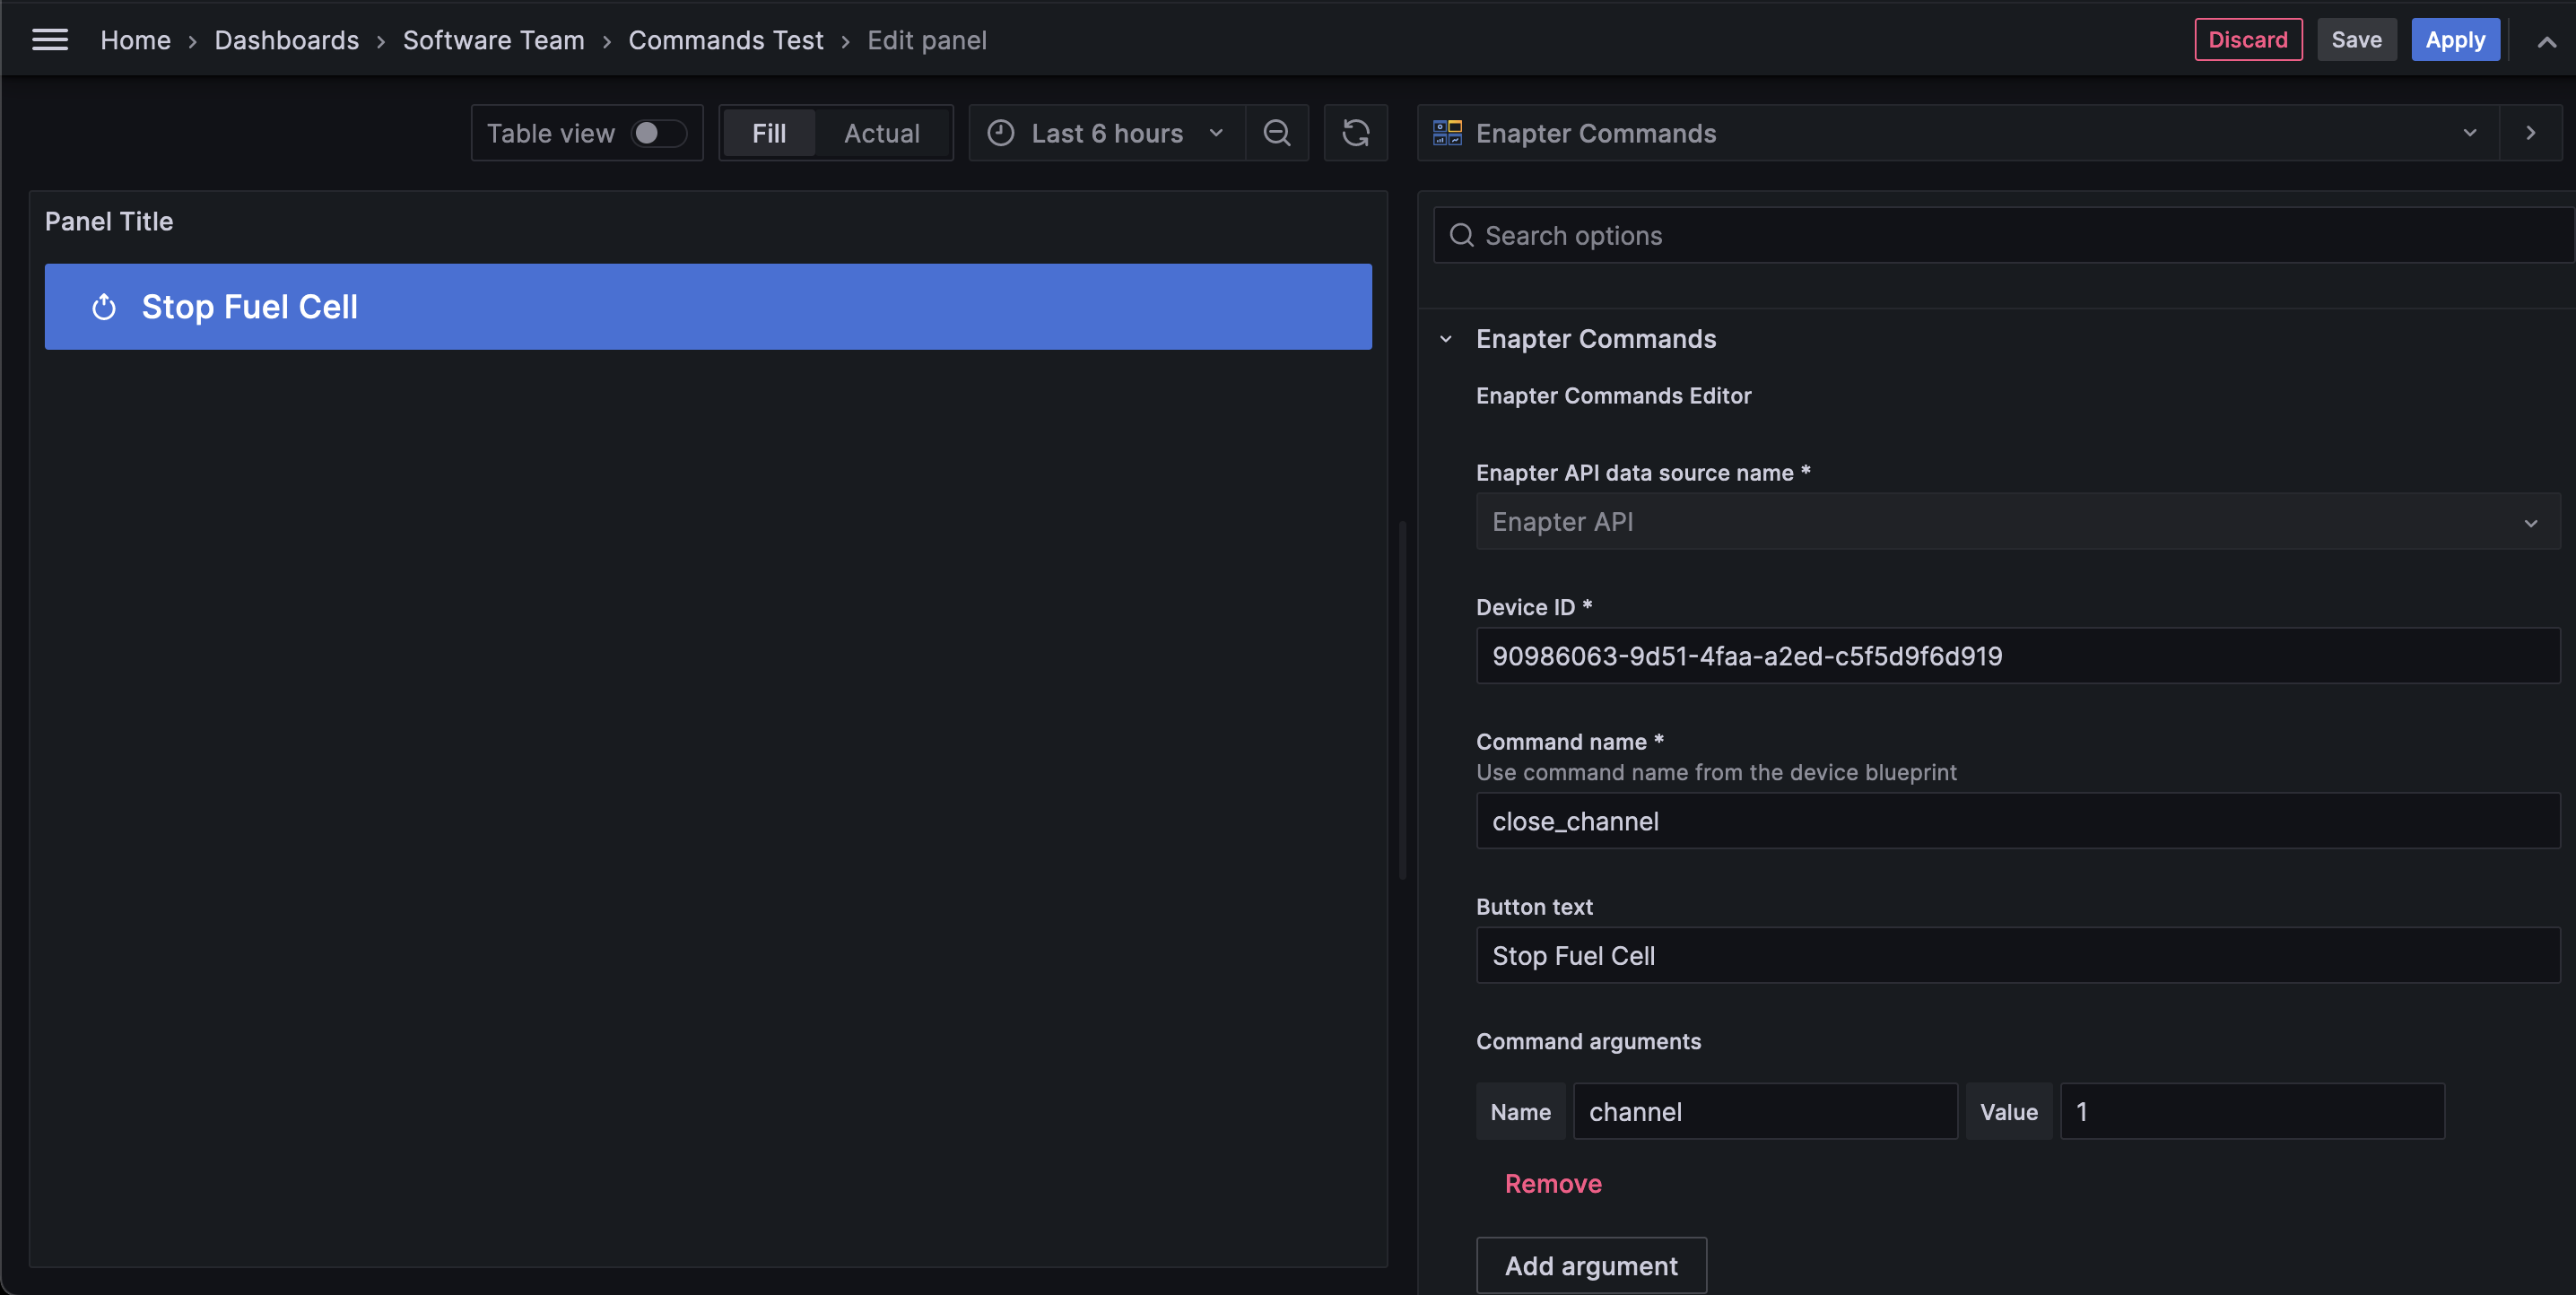 Home › Dashboards › Software Team › Commands Test › Edit panel
Discard Save Apply
Table view Fill Actual Last 6 hours
Enapter Commands
Panel Title
Stop Fuel Cell
Search options
Enapter Commands
Enapter Commands Editor
Enapter API data source name *
Enapter API
Device ID *
90986063-9d51-4faa-a2ed-c5f5d9f6d919
Command name *
Use command name from the device blueprint
close_channel
Button text
Stop Fuel Cell
Command arguments
Name channel Value 1
Remove
Add argument